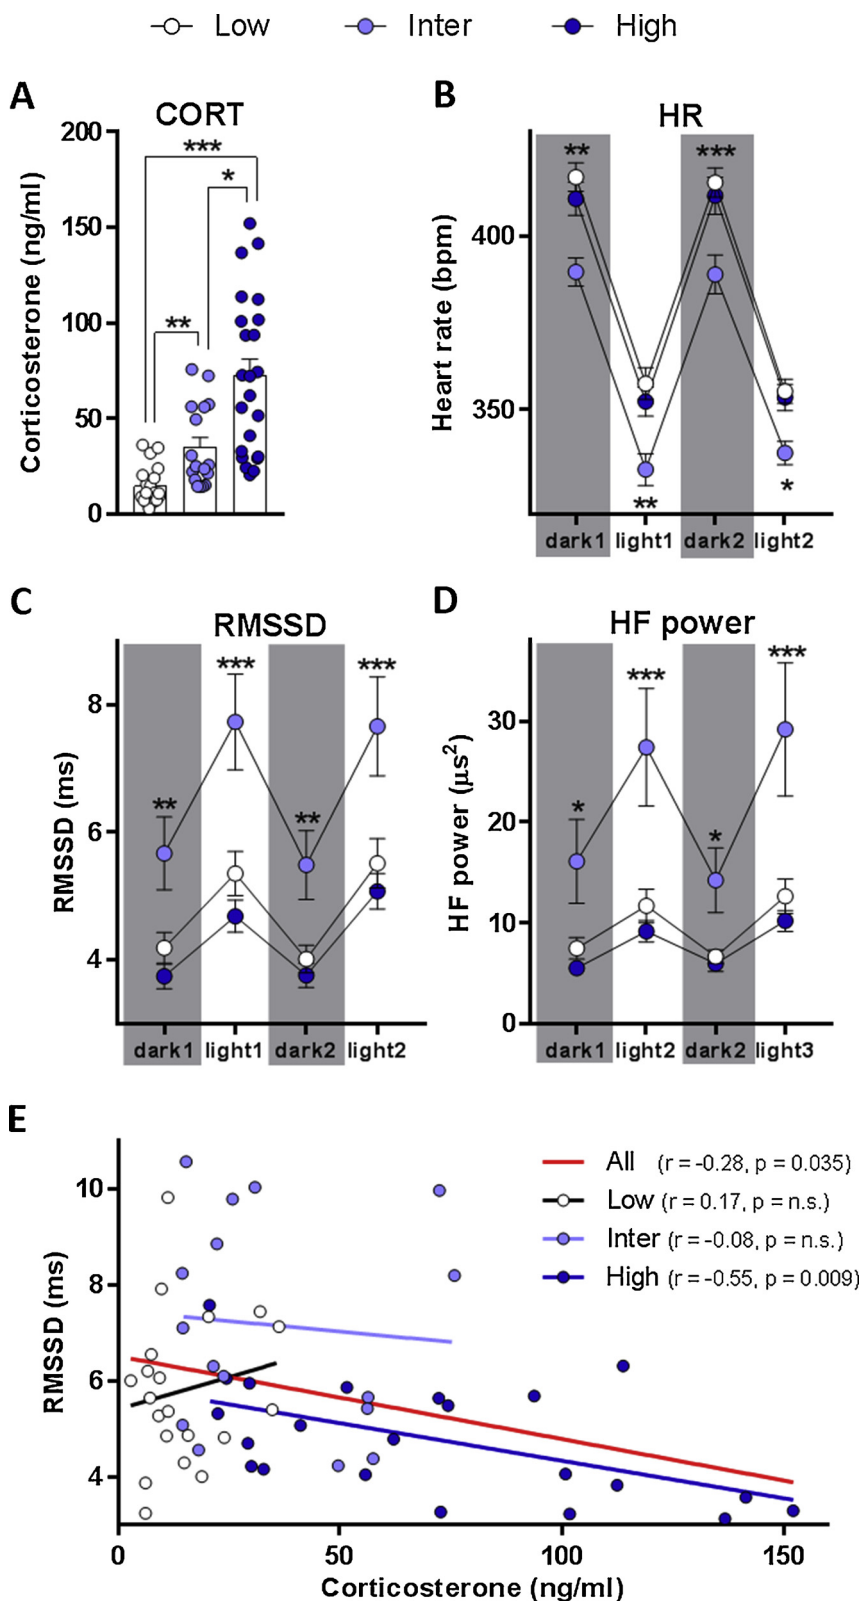 Low Inter High
A
CORT
Corticosterone (ng/ml)
200
150
100
50
0
***
*
**
B
HR
Heart rate (bpm)
400
350
**
***
**
*
dark1 light1 dark2 light2
C
RMSSD
RMSSD (ms)
8
6
4
**
***
**
***
dark1 light1 dark2 light2
D
HF power
HF power (µs²)
30
20
10
0
*
***
*
***
dark1 light2 dark2 light3
E
RMSSD (ms)
10
8
6
4
All (r = -0.28, p = 0.035)
Low (r = 0.17, p = n.s.)
Inter (r = -0.08, p = n.s.)
High (r = -0.55, p = 0.009)
0 50 100 150
Corticosterone (ng/ml)